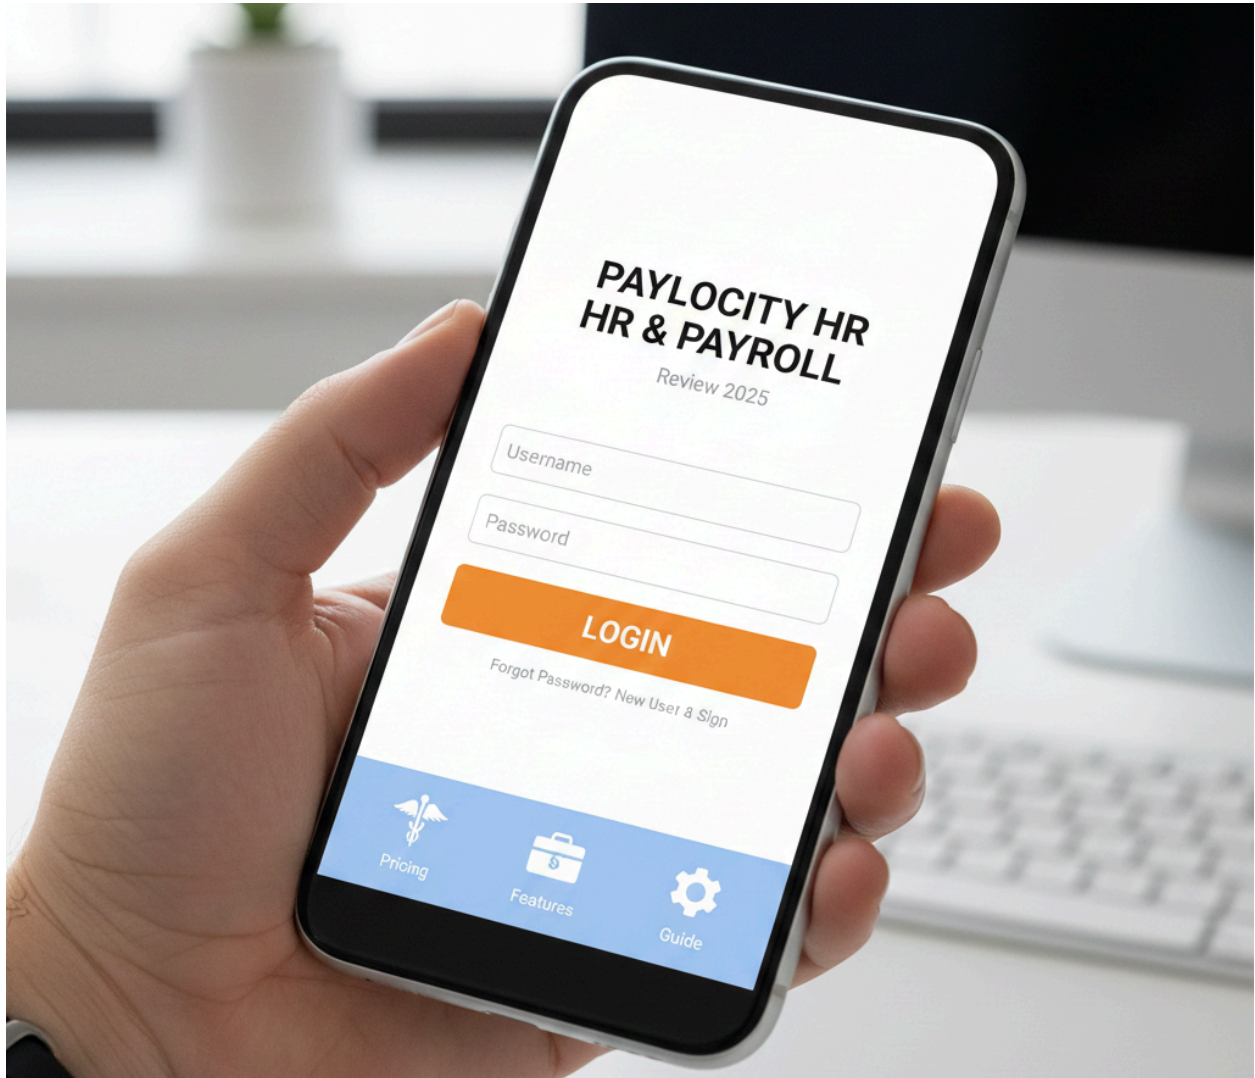 PAYLOCITY HR
HR & PAYROLL
Review 2025
Username
Password
LOGIN
Forgot Password? New User & Sign
Pricing
$
Features
Guide